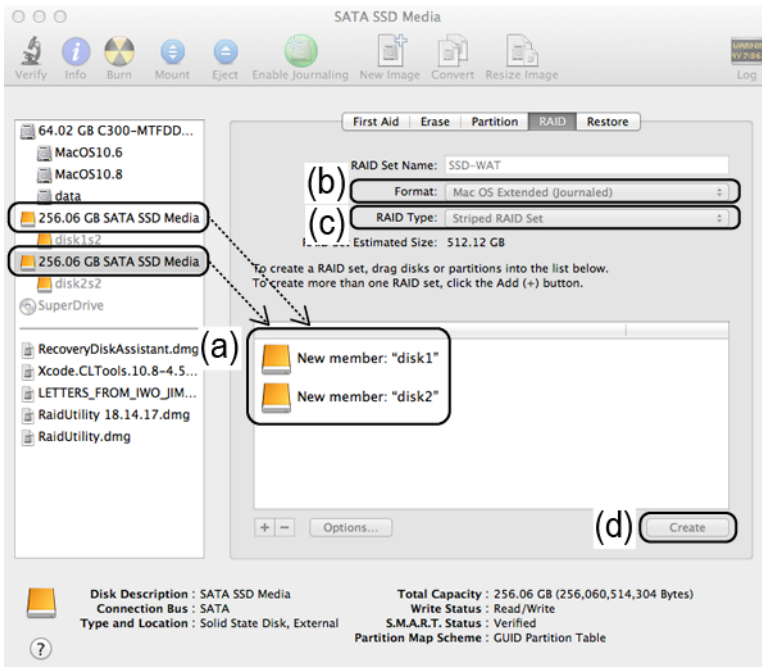 SATA SSD Media
Verify Info Burn Mount Eject Enable Journaling New Image Convert Resize Image Log
First Aid Erase Partition RAID Restore
64.02 GB C300-MTFDD...
MacOS10.6
MacOS10.8
data
256.06 GB SATA SSD Media
disk1s2
256.06 GB SATA SSD Media
disk2s2
SuperDrive
RecoveryDiskAssistant.dmg
Xcode.CLTools.10.8-4.5...
LETTERS_FROM_IWO_JIM...
RaidUtility 18.14.17.dmg
RaidUtility.dmg
RAID Set Name: SSD-WAT
(b) Format: Mac OS Extended (Journaled)
(c) RAID Type: Striped RAID Set
Estimated Size: 512.12 GB
To create a RAID set, drag disks or partitions into the list below.
To create more than one RAID set, click the Add (+) button.
(a)
New member: “disk1”
New member: “disk2”
+ − Options...
(d) Create
Disk Description : SATA SSD Media
Connection Bus : SATA
Type and Location : Solid State Disk, External
Total Capacity : 256.06 GB (256,060,514,304 Bytes)
Write Status : Read/Write
S.M.A.R.T. Status : Verified
Partition Map Scheme : GUID Partition Table
?